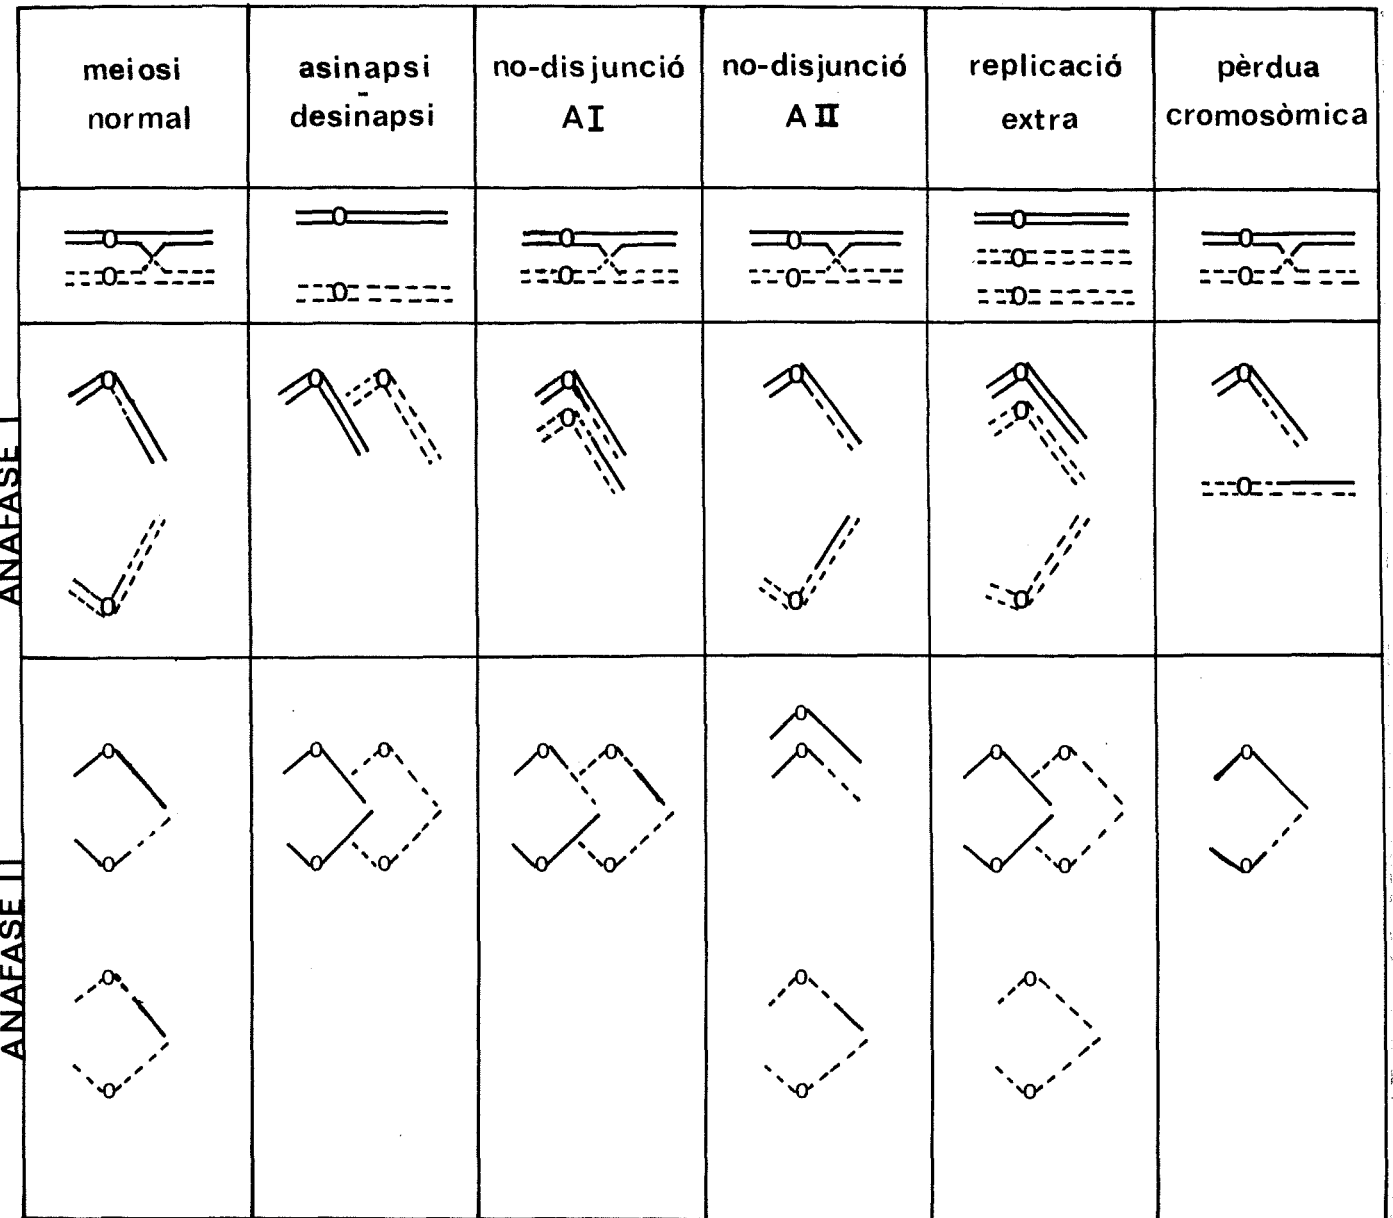 meiosi
normal
asinapsi
-
desinapsi
no-disjunció
AI
no-disjunció
AII
replicació
extra
pèrdua
cromosòmica
ANAFASE I
ANAFASE II